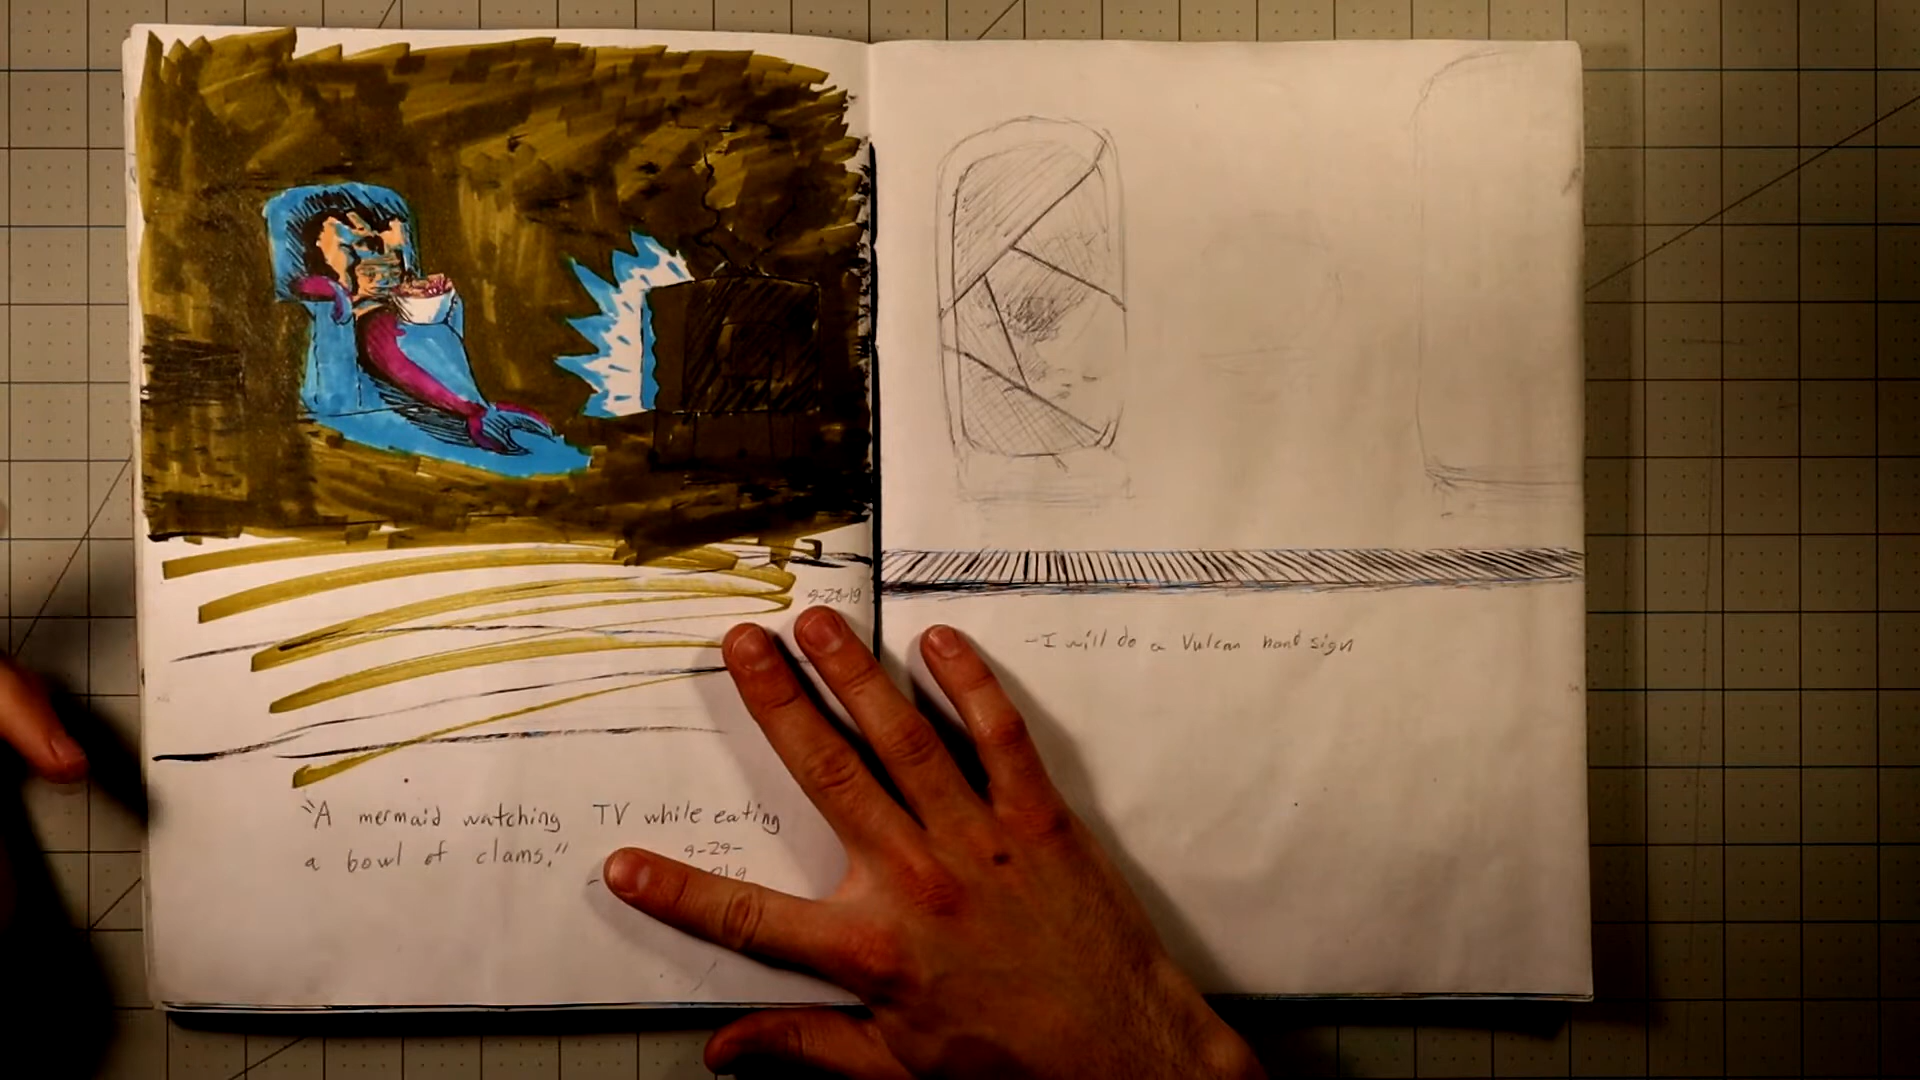 9-28-19
"A mermaid watching TV while eating
a bowl of clams."
9-29-
-I will do a Vulcan hand sign